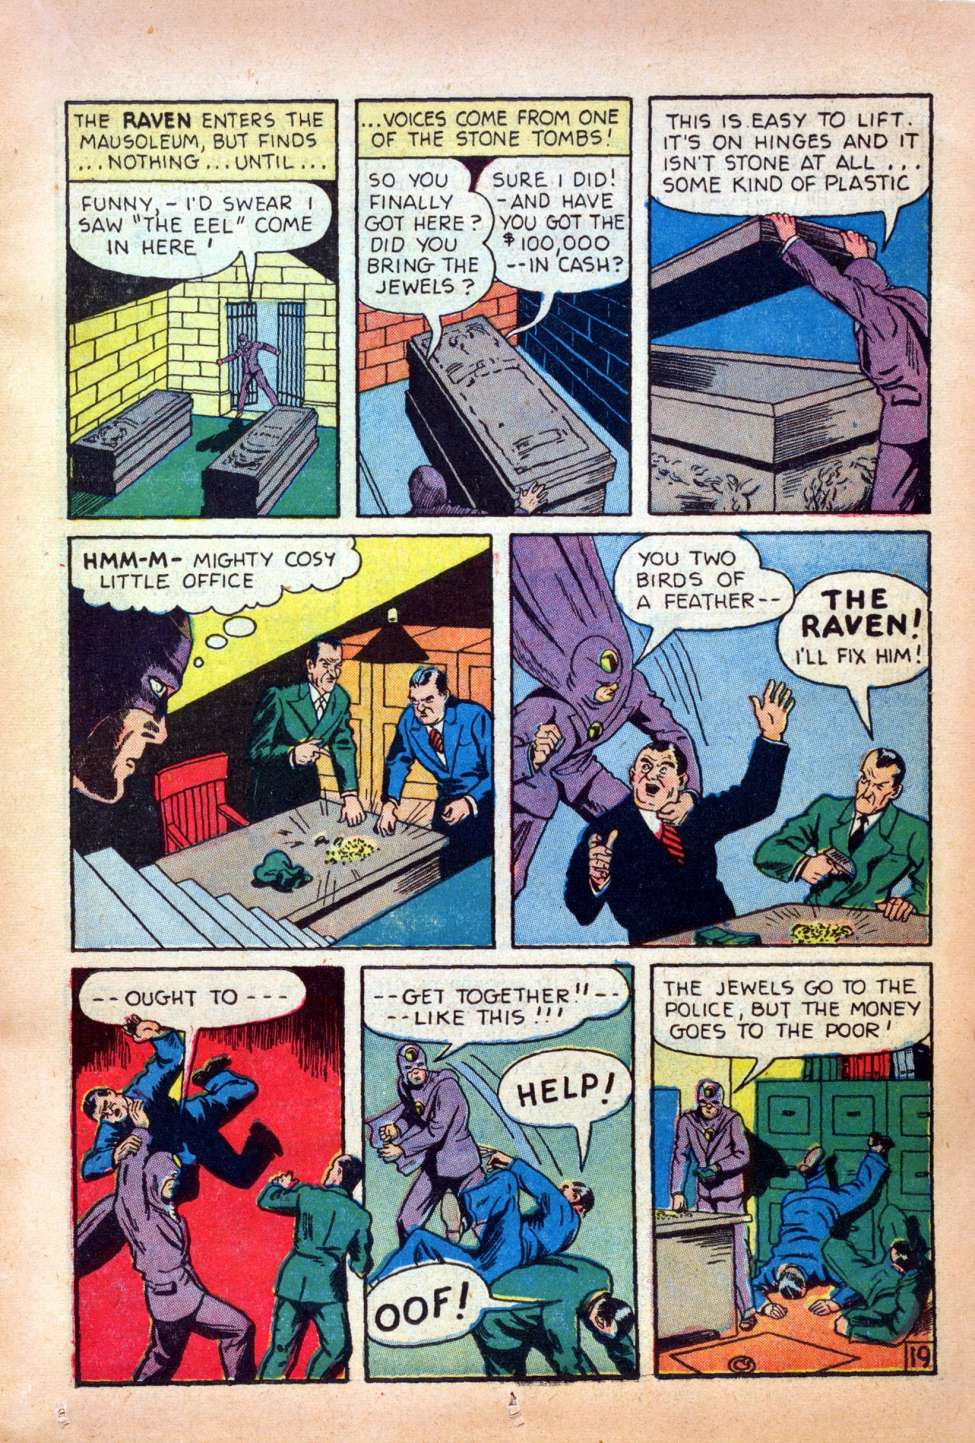 THE RAVEN ENTERS THE
MAUSOLEUM, BUT FINDS
...NOTHING...UNTIL...
FUNNY, - I'D SWEAR I
SAW "THE EEL" COME
IN HERE!
...VOICES COME FROM ONE
OF THE STONE TOMBS!
SO YOU
FINALLY
GOT HERE?
DID YOU
BRING THE
JEWELS?
SURE I DID!
-AND HAVE
YOU GOT THE
$100,000
--IN CASH?
THIS IS EASY TO LIFT.
IT'S ON HINGES AND IT
ISN'T STONE AT ALL...
SOME KIND OF PLASTIC
HMM-M- MIGHTY COSY
LITTLE OFFICE
YOU TWO
BIRDS OF
A FEATHER--
THE
RAVEN!
I'LL FIX HIM!
--OUGHT TO---
--GET TOGETHER!!--
--LIKE THIS!!!
HELP!
OOF!
THE JEWELS GO TO THE
POLICE, BUT THE MONEY
GOES TO THE POOR!
19